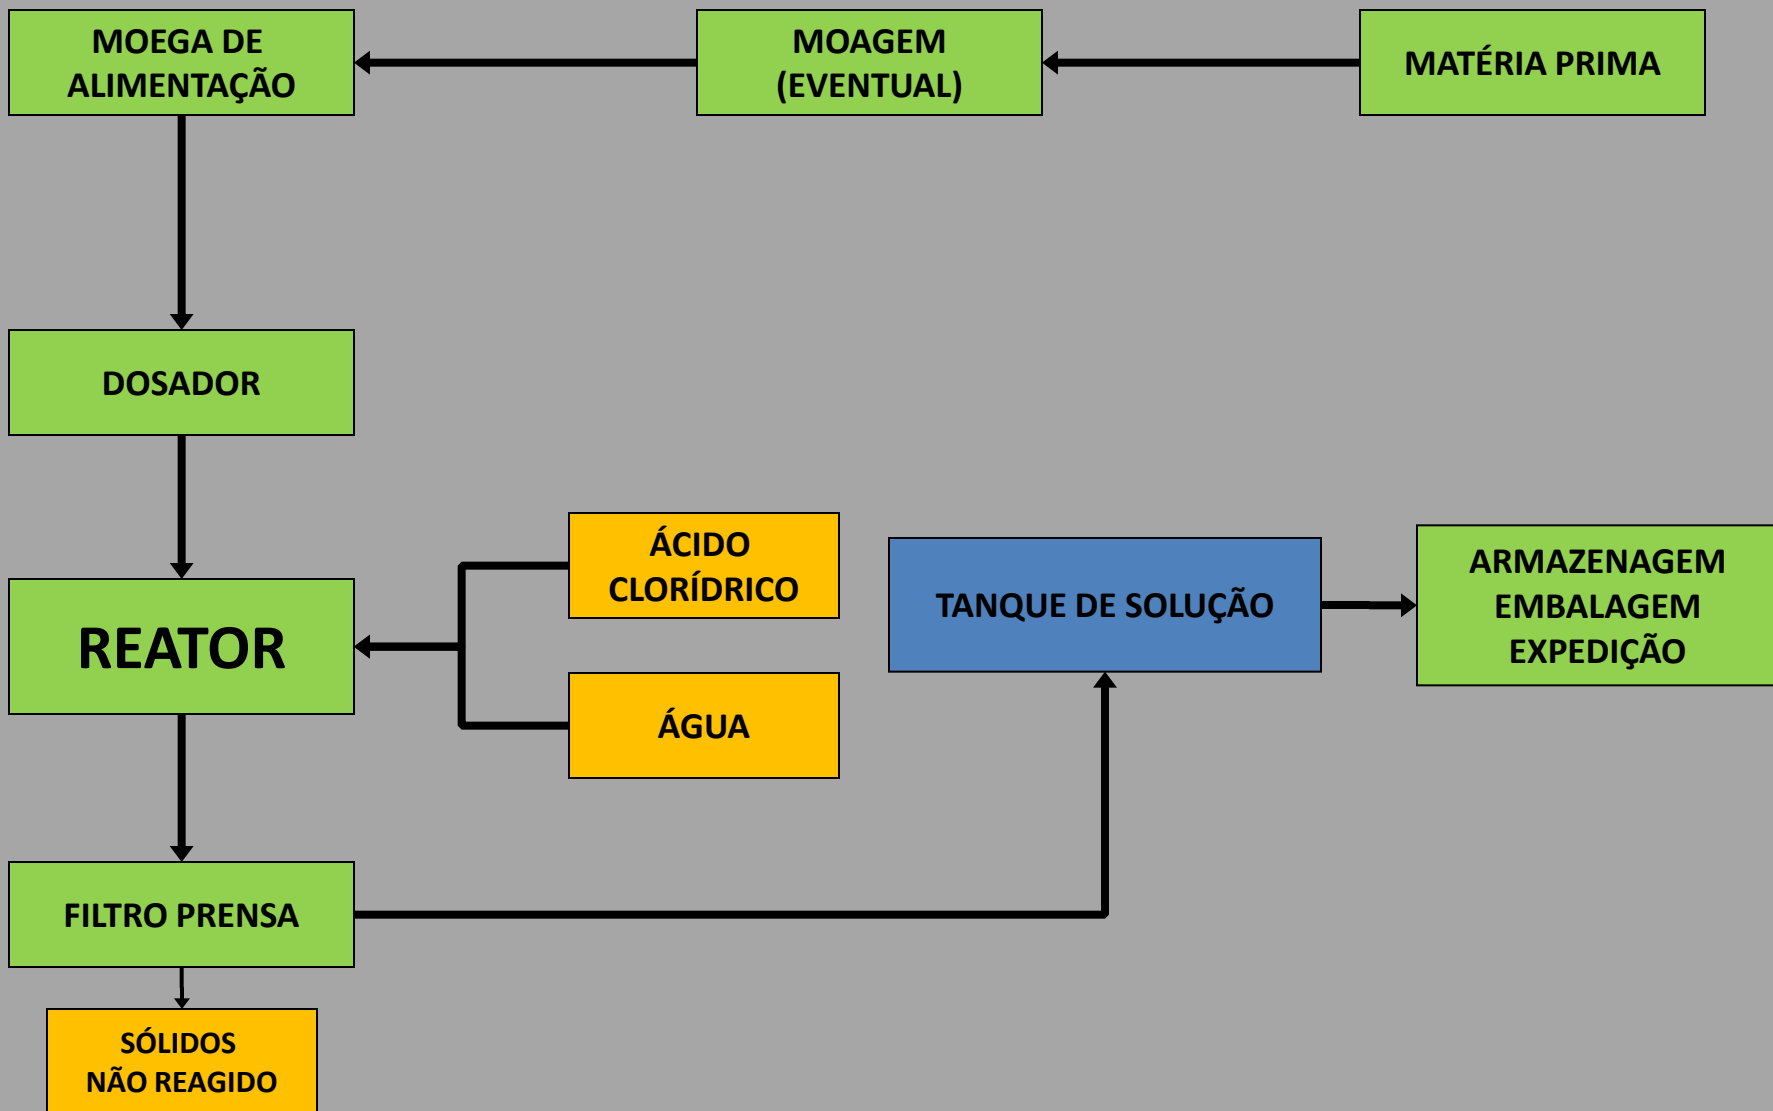 MOEGA DE
ALIMENTAÇÃO
MOAGEM
(EVENTUAL)
MATÉRIA PRIMA
DOSADOR
REATOR
ÁCIDO
CLORÍDRICO
ÁGUA
TANQUE DE SOLUÇÃO
ARMAZENAGEM
EMBALAGEM
EXPEDIÇÃO
FILTRO PRENSA
SÓLIDOS
NÃO REAGIDO